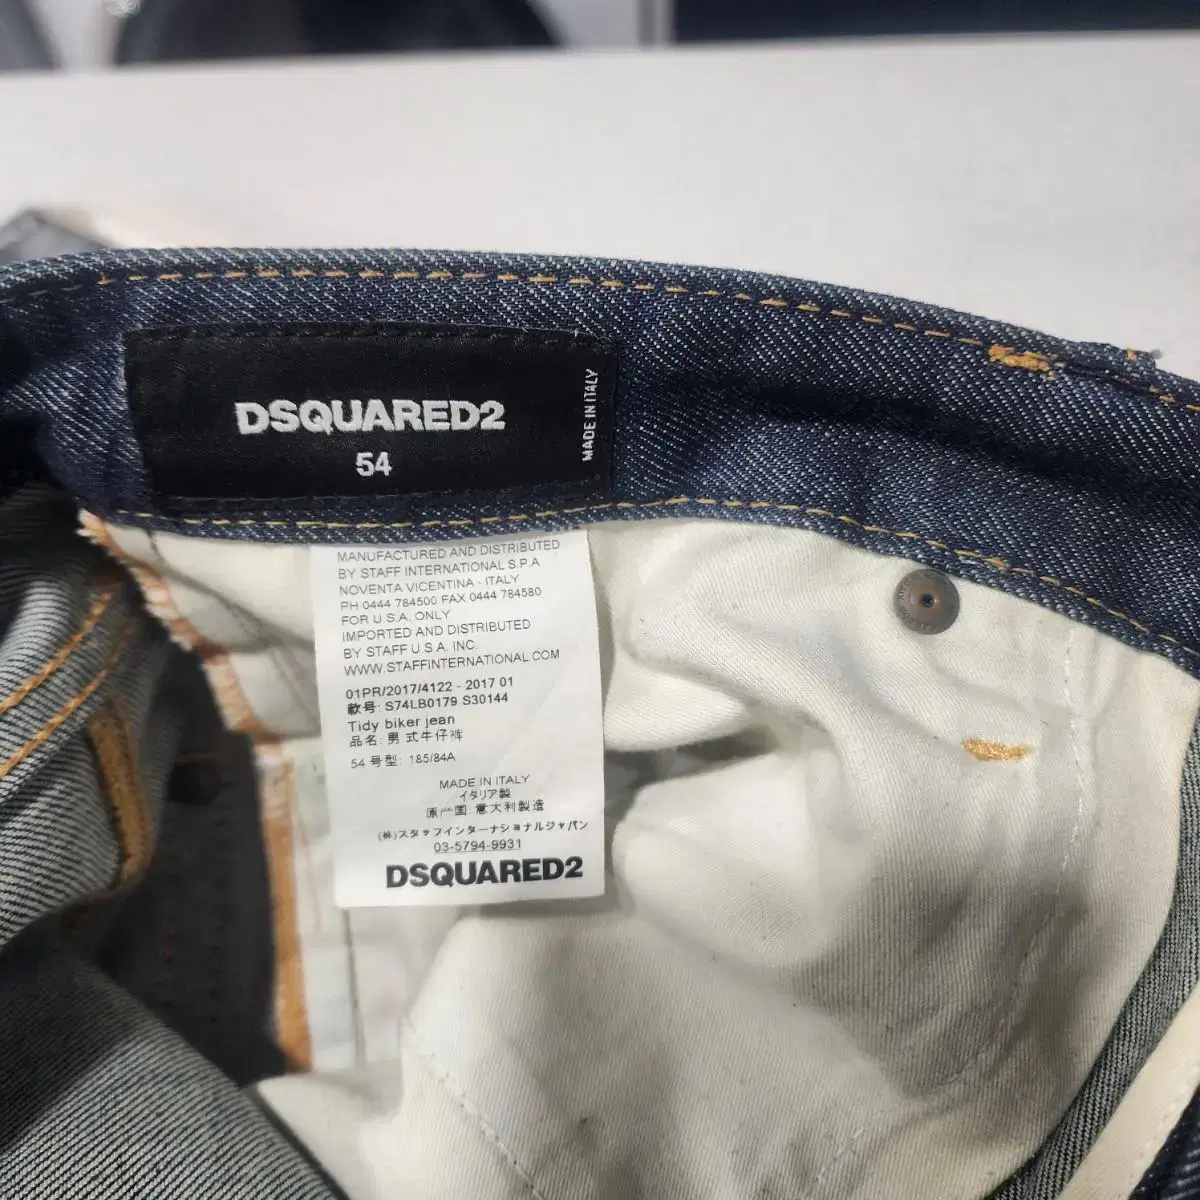 DSQUARED2
54
MADE IN ITALY
MANUFACTURED AND DISTRIBUTED
BY STAFF INTERNATIONAL S.P.A
NOVENTA VICENTINA - ITALY
PH 0444 784500 FAX 0444 784580
FOR U.S.A. ONLY
IMPORTED AND DISTRIBUTED
BY STAFF U.S.A. INC.
WWW.STAFFINTERNATIONAL.COM
01PR/2017/4122 - 2017 01
款号: S74LB0179 S30144
Tidy biker jean
品名: 男式牛仔裤
54 号型: 185/84A
MADE IN ITALY
イタリア製
原产国: 意大利製造
(株)スタッフインターナショナルジャパン
03-5794-9931
DSQUARED2